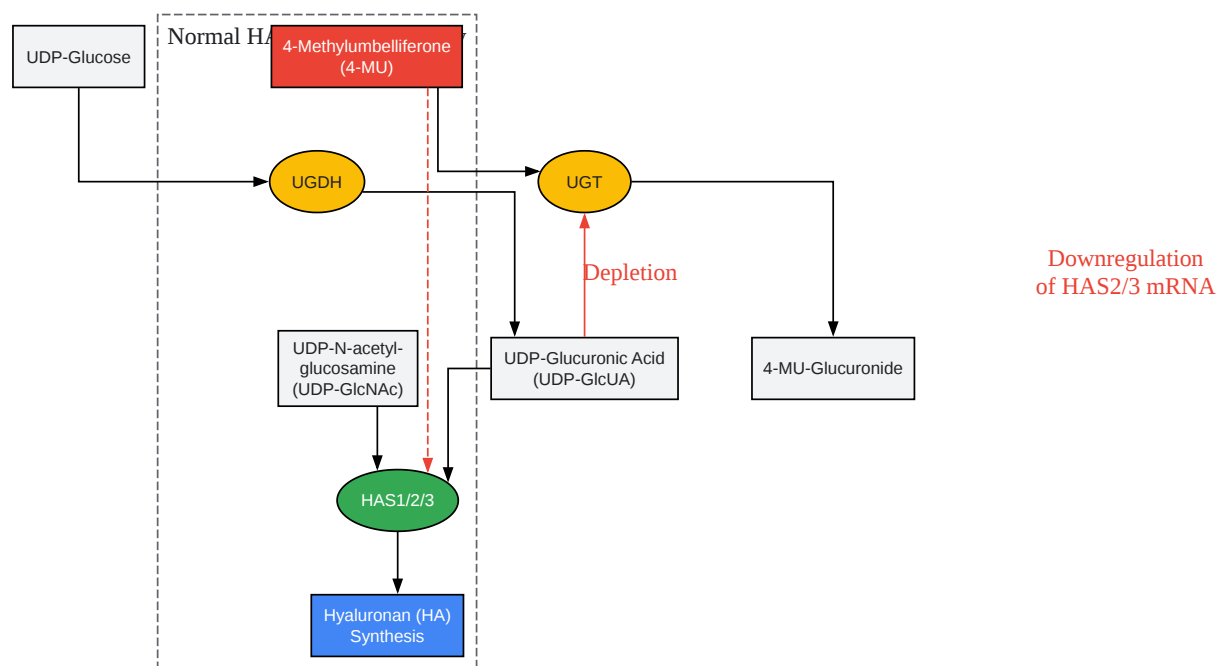 UDP-Glucose
Normal HA
4-Methylumbelliferone
(4-MU)
UGDH
UGT
Depletion
Downregulation
of HAS2/3 mRNA
UDP-N-acetyl-
glucosamine
(UDP-GlcNAc)
UDP-Glucuronic Acid
(UDP-GlcUA)
4-MU-Glucuronide
HAS1/2/3
Hyaluronan (HA)
Synthesis